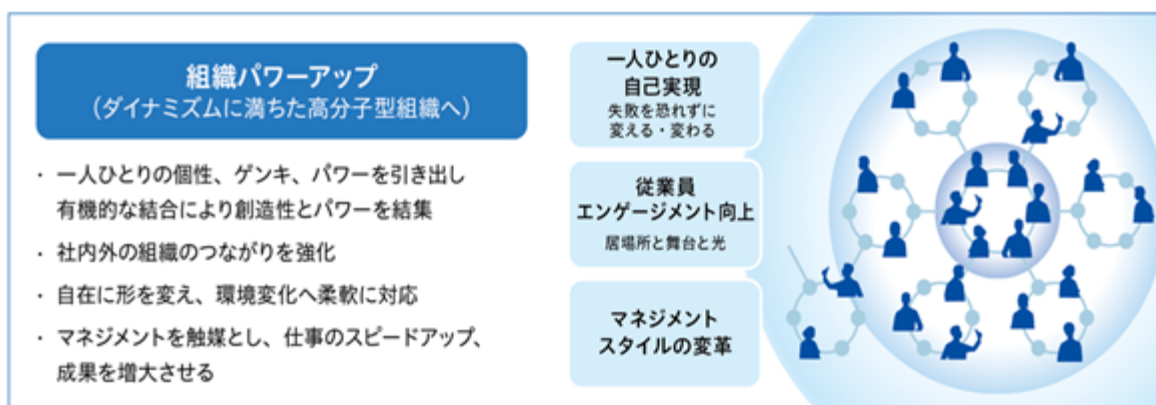 組織パワーアップ
（ダイナミズムに満ちた高分子型組織へ）
・ 一人ひとりの個性、ゲンキ、パワーを引き出し
有機的な結合により創造性とパワーを結集
・ 社内外の組織のつながりを強化
・ 自在に形を変え、環境変化へ柔軟に対応
・ マネジメントを触媒とし、仕事のスピードアップ、
成果を増大させる
一人ひとりの
自己実現
失敗を恐れずに
変える・変わる
従業員
エンゲージメント向上
居場所と舞台と光
マネジメント
スタイルの変革